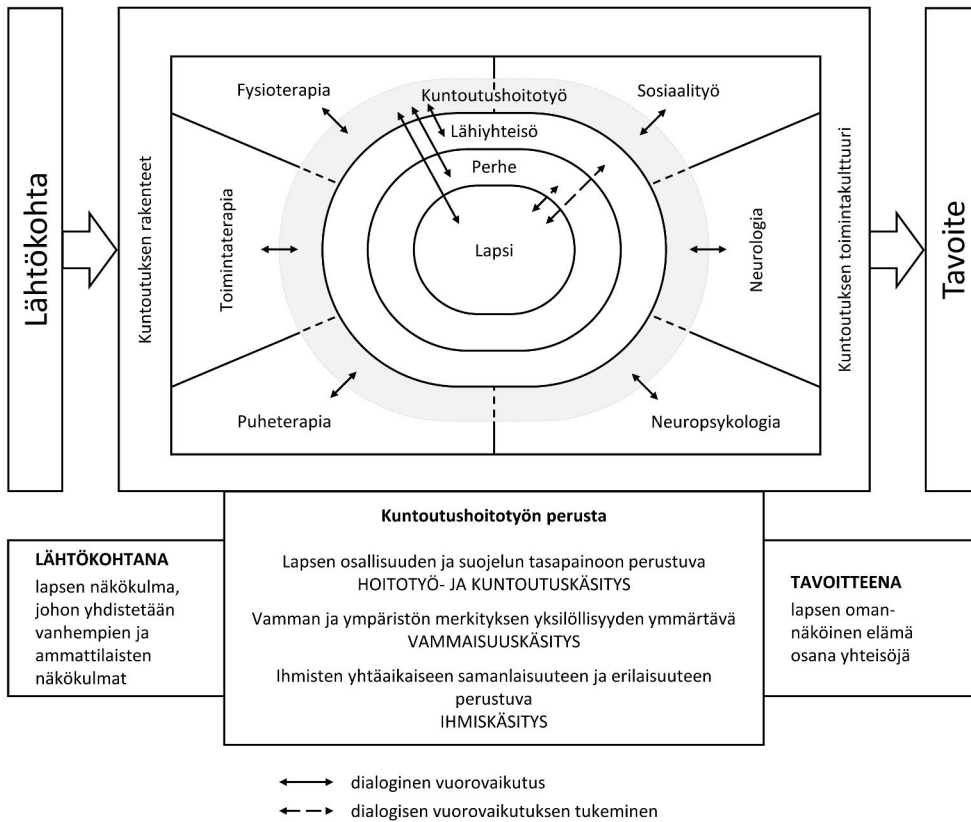 Lähtökohta
Kuntoutuksen rakenteet
Fysioterapia
Kuntoutushoitotyö
Sosiaalityö
Lähiyhteisö
Perhe
Toimintaterapia
Lapsi
Neurologia
Puheterapia
Neuropsykologia
Kuntoutuksen toimintakulttuuri
Tavoite
LÄHTÖKOHTANA
lapsen näkökulma,
johon yhdistetään
vanhempien ja
ammattilaisten
näkökulmat
Kuntoutushoitotyön perusta
Lapsen osallisuuden ja suojelun tasapainoon perustuva
HOITOTYÖ- JA KUNTOUTUSKÄSITYS
Vamman ja ympäristön merkityksen yksilöllisyyden ymmärtävä
VAMMAISUUSKÄSITYS
Ihmisten yhtäaikaiseen samanlaisuuteen ja erilaisuuteen
perustuva
IHMISKÄSITYS
TAVOITTEENA
lapsen oman-
näköinen elämä
osana yhteisöjä
dialoginen vuorovaikutus
dialogisen vuorovaikutuksen tukeminen